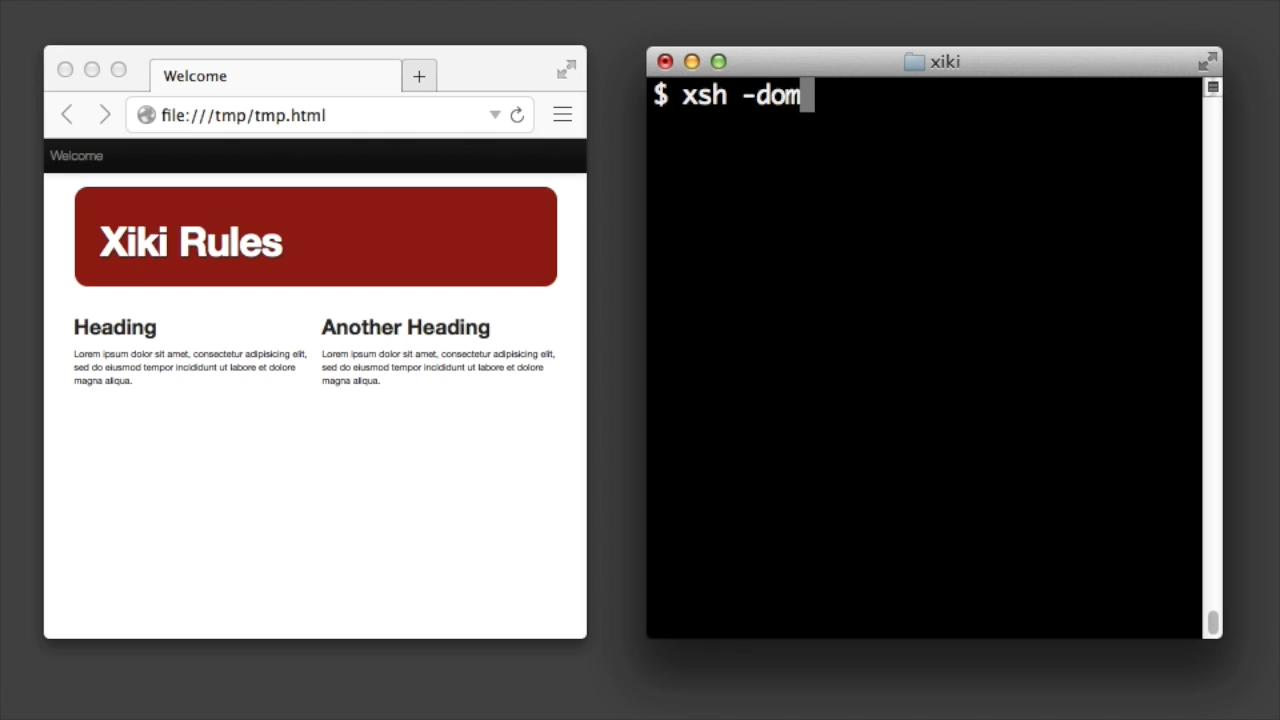 Welcome
+
file:///tmp/tmp.html
Welcome
Xiki Rules
Heading
Lorem ipsum dolor sit amet, consectetur adipisicing elit,
sed do eiusmod tempor incididunt ut labore et dolore
magna aliqua.
Another Heading
Lorem ipsum dolor sit amet, consectetur adipisicing elit,
sed do eiusmod tempor incididunt ut labore et dolore
magna aliqua.
xiki
$ xsh -dom